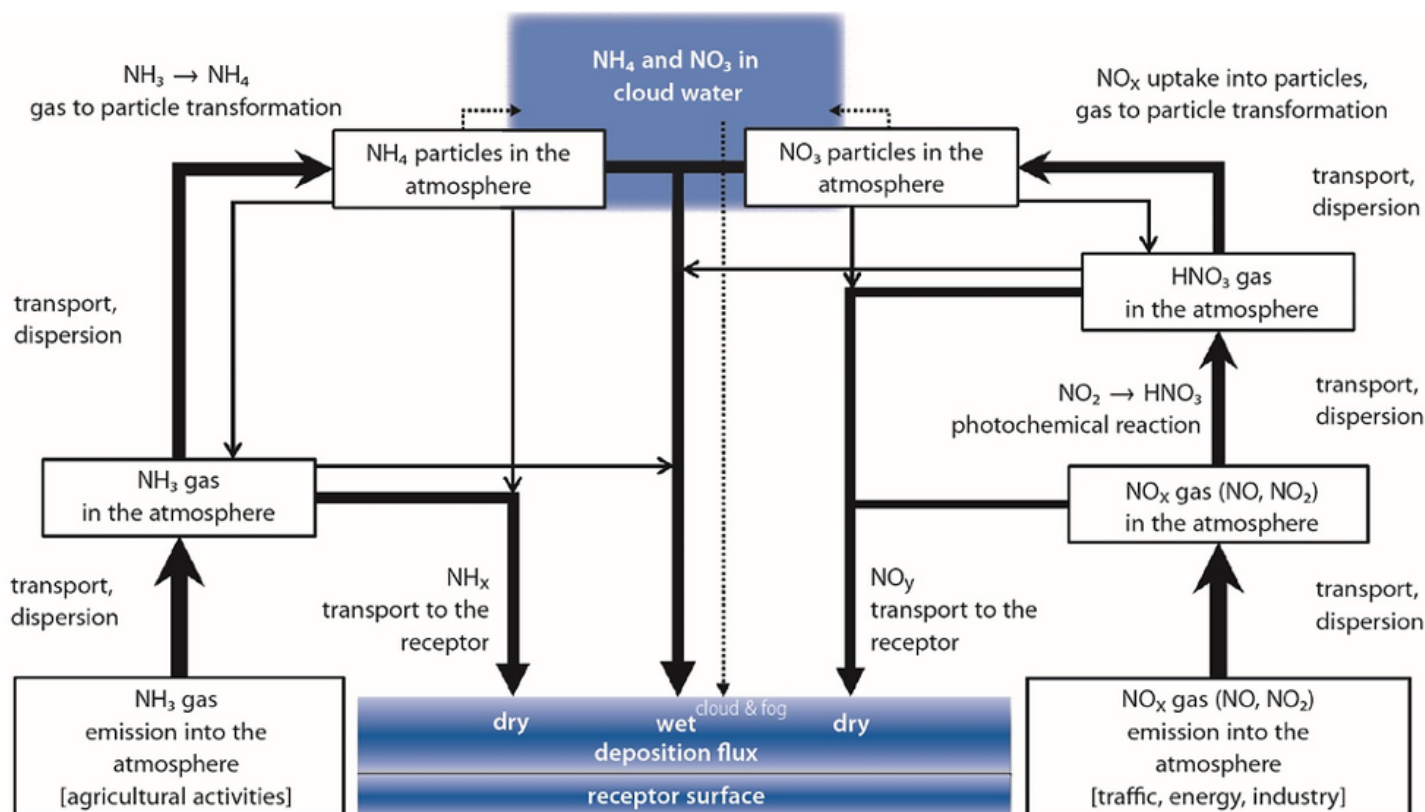 NH₄ and NO₃ in
cloud water
NH₃ → NH₄
gas to particle transformation
NOₓ uptake into particles,
gas to particle transformation
NH₄ particles in the
atmosphere
NO₃ particles in the
atmosphere
transport,
dispersion
HNO₃ gas
in the atmosphere
transport,
dispersion
NO₂ → HNO₃
photochemical reaction
transport,
dispersion
NH₃ gas
in the atmosphere
NOₓ gas (NO, NO₂)
in the atmosphere
transport,
dispersion
NHₓ
transport to the
receptor
NOᵧ
transport to the
receptor
transport,
dispersion
NH₃ gas
emission into the
atmosphere
[agricultural activities]
dry
wet
cloud & fog
dry
deposition flux
receptor surface
NOₓ gas (NO, NO₂)
emission into the
atmosphere
[traffic, energy, industry]